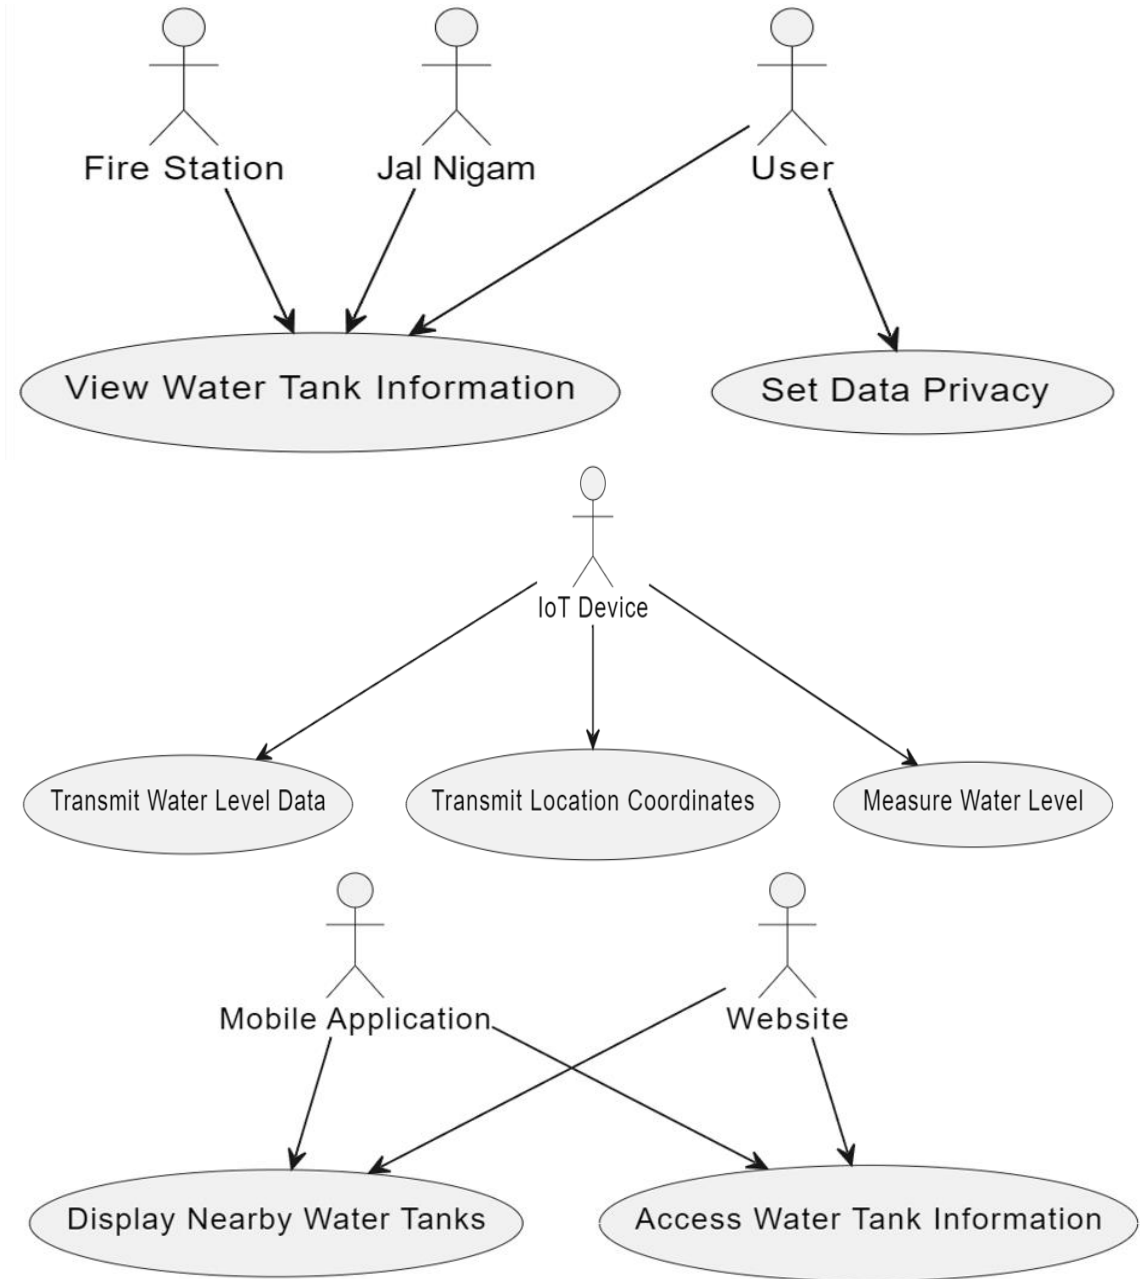 Fire Station
Jal Nigam
User
View Water Tank Information
Set Data Privacy
IoT Device
Transmit Water Level Data
Transmit Location Coordinates
Measure Water Level
Mobile Application
Website
Display Nearby Water Tanks
Access Water Tank Information